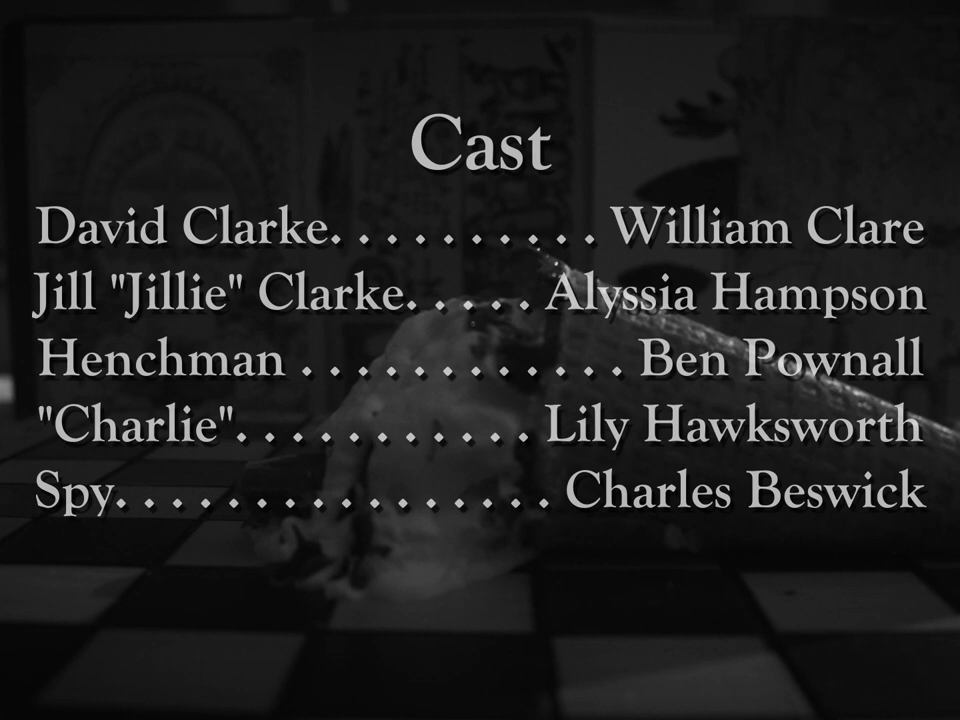 Cast
David Clarke. . . . . . . . . . William Clare
Jill "Jillie" Clarke. . . . . Alyssia Hampson
Henchman . . . . . . . . . . . . Ben Pownall
"Charlie". . . . . . . . . . . Lily Hawksworth
Spy. . . . . . . . . . . . . . . . Charles Beswick